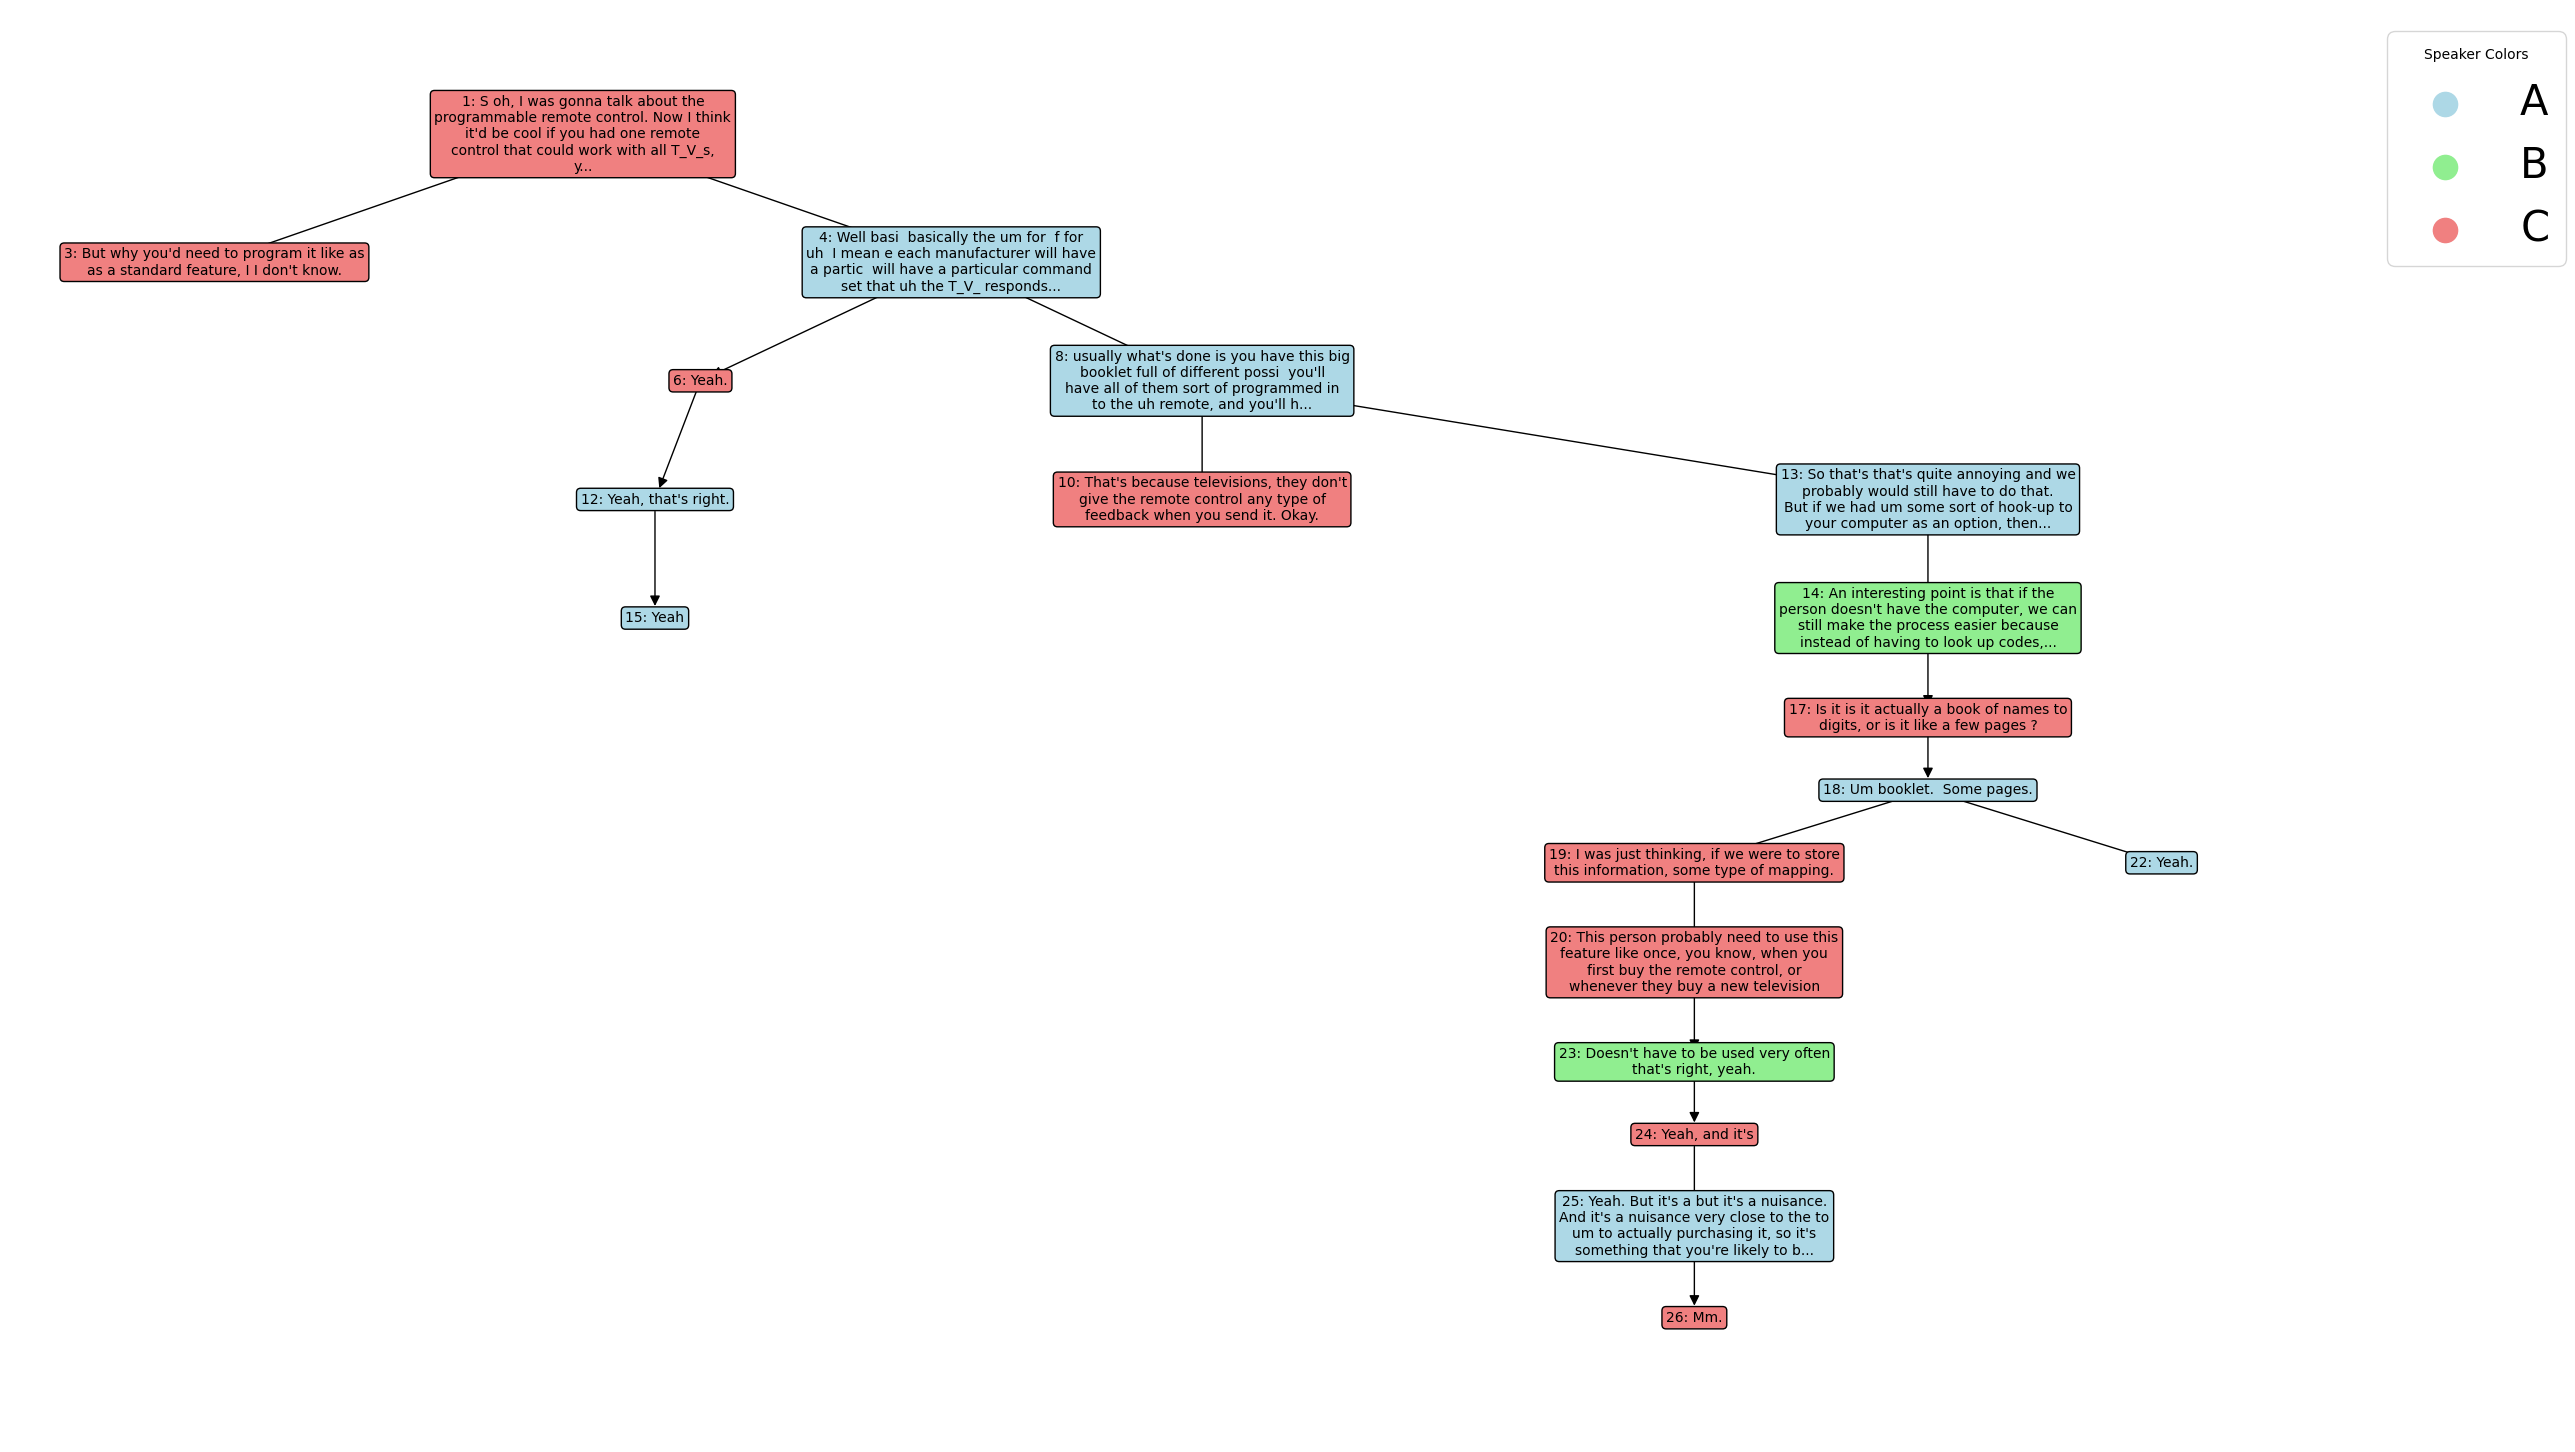 Speaker Colors
A
B
C
1: S oh, I was gonna talk about the
programmable remote control. Now I think
it'd be cool if you had one remote
control that could work with all T_V_s,
y...
3: But why you'd need to program it like as
as a standard feature, I I don't know.
4: Well basi  basically the um for  f for
uh  I mean e each manufacturer will have
a partic  will have a particular command
set that uh the T_V_ responds...
6: Yeah.
8: usually what's done is you have this big
booklet full of different possi  you'll
have all of them sort of programmed in
to the uh remote, and you'll h...
12: Yeah, that's right.
10: That's because televisions, they don't
give the remote control any type of
feedback when you send it. Okay.
13: So that's that's quite annoying and we
probably would still have to do that.
But if we had um some sort of hook-up to
your computer as an option, then...
15: Yeah
14: An interesting point is that if the
person doesn't have the computer, we can
still make the process easier because
instead of having to look up codes,...
17: Is it is it actually a book of names to
digits, or is it like a few pages ?
18: Um booklet.  Some pages.
19: I was just thinking, if we were to store
this information, some type of mapping.
22: Yeah.
20: This person probably need to use this
feature like once, you know, when you
first buy the remote control, or
whenever they buy a new television
23: Doesn't have to be used very often
that's right, yeah.
24: Yeah, and it's
25: Yeah. But it's a but it's a nuisance.
And it's a nuisance very close to the to
um to actually purchasing it, so it's
something that you're likely to b...
26: Mm.